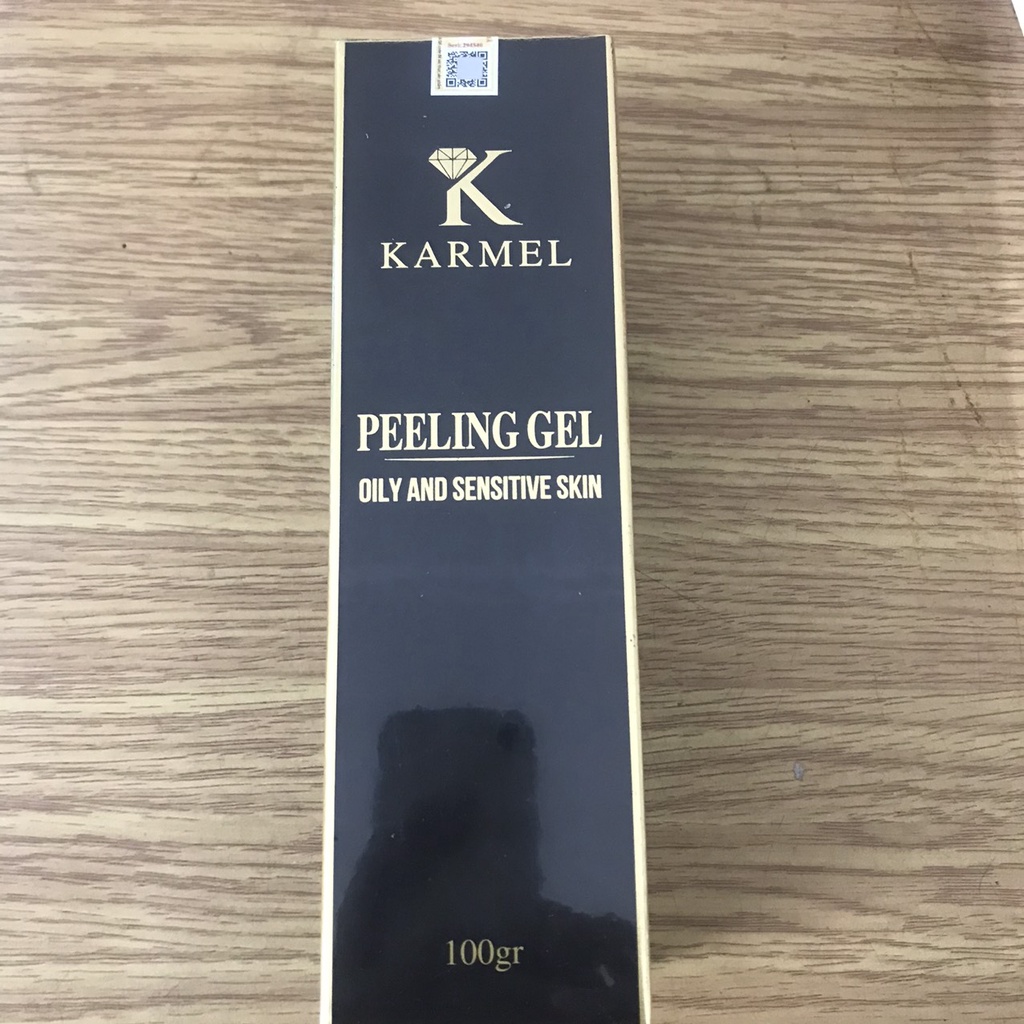 KARMEL
PEELING GEL
OILY AND SENSITIVE SKIN
100gr